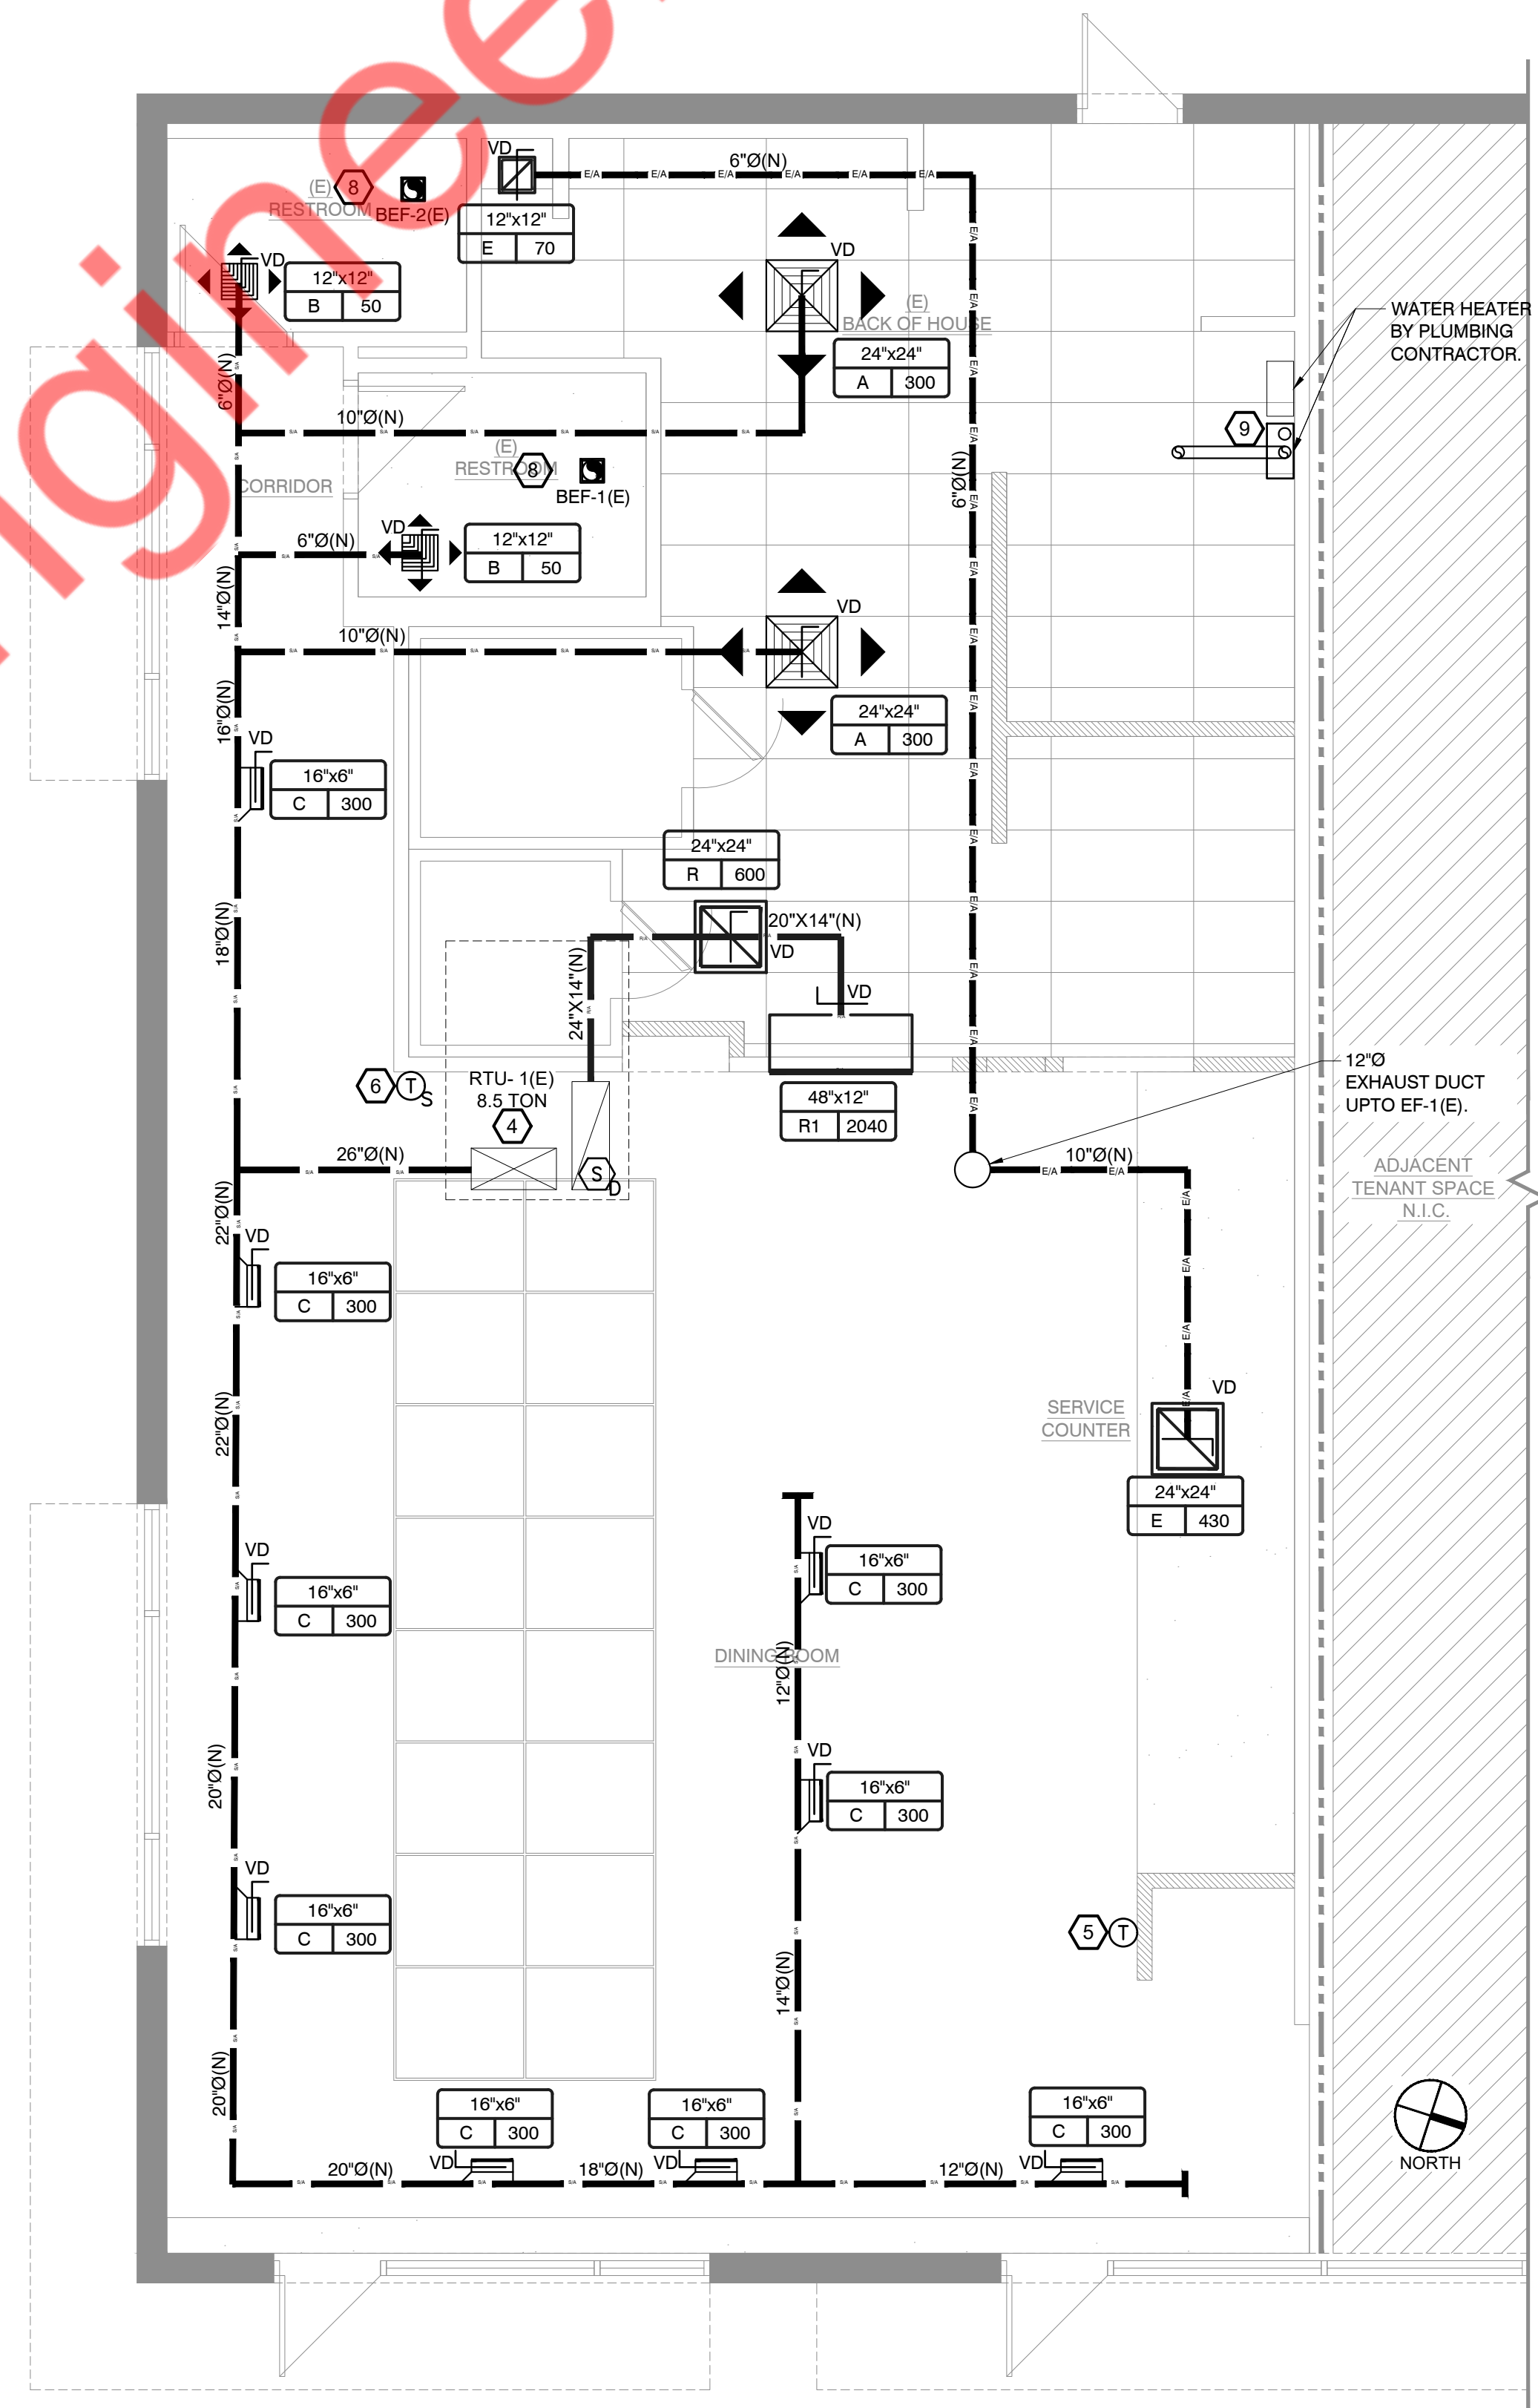 ginee
VD
6"Ø(N)
E/A E/A E/A E/A E/A
(E)
RESTROOM
8
BEF-2(E)
12"x12"
E 70
VD
12"x12"
B 50
VD
(E)
BACK OF HOUSE
24"x24"
A 300
WATER HEATER
BY PLUMBING
CONTRACTOR.
9
6"Ø(N)
10"Ø(N)
(E)
RESTROOM
8
BEF-1(E)
CORRIDOR
6"Ø(N)
VD
6"Ø(N)
12"x12"
B 50
14"Ø(N)
VD
10"Ø(N)
16"Ø(N)
24"x24"
A 300
VD
16"x6"
C 300
24"x24"
R 600
18"Ø(N)
20"X14"(N)
VD
24"X14"(N)
VD
12"Ø
EXHAUST DUCT
UPTO EF-1(E).
6
T
S
RTU- 1(E)
8.5 TON
4
48"x12"
R1 2040
26"Ø(N)
S
D
10"Ø(N)
E/A E/A
ADJACENT
TENANT SPACE
N.I.C.
22"Ø(N)
VD
16"x6"
C 300
22"Ø(N)
VD
SERVICE
COUNTER
24"x24"
E 430
VD
16"x6"
C 300
VD
16"x6"
C 300
DINING ROOM
12"Ø(N)
20"Ø(N)
VD
16"x6"
C 300
VD
16"x6"
C 300
5
T
14"Ø(N)
20"Ø(N)
16"x6"
C 300
16"x6"
C 300
16"x6"
C 300
VD
VD
VD
20"Ø(N)
18"Ø(N)
12"Ø(N)
NORTH